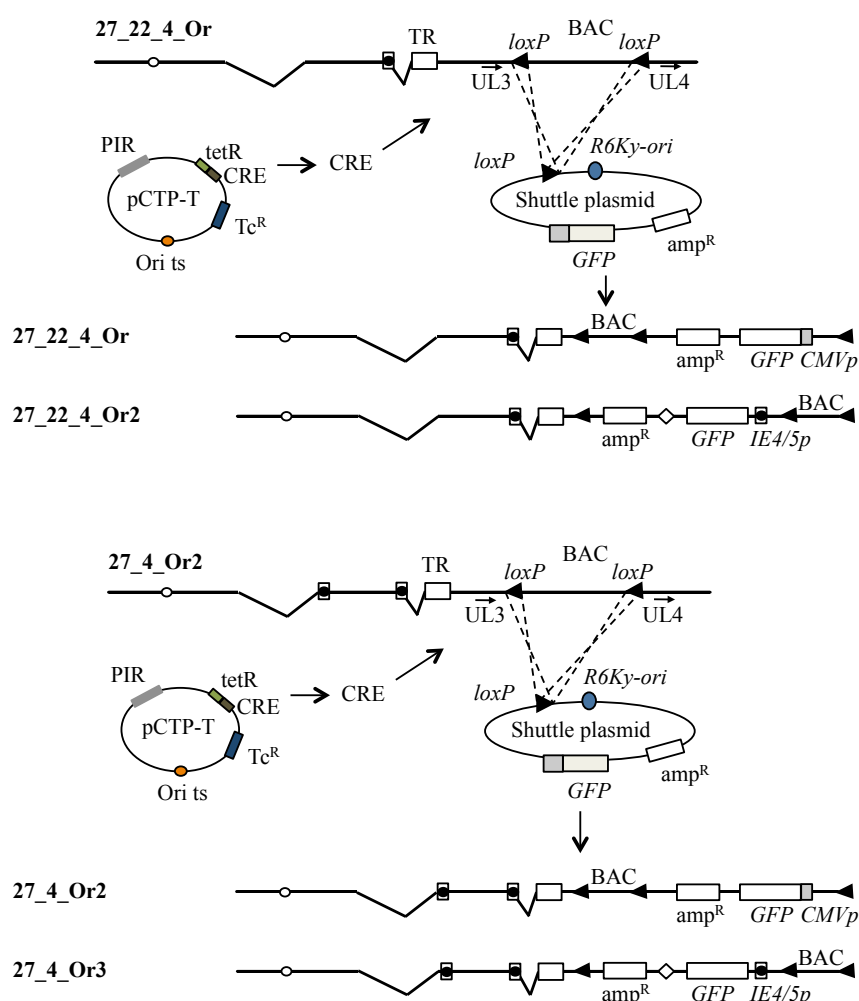 27_22_4_Or
TR
loxP
BAC
loxP
UL3
UL4
PIR
tetR
CRE
CRE
pCTP-T
Tc^R
Ori ts
loxP
R6Kγ-ori
Shuttle plasmid
amp^R
GFP
27_22_4_Or
BAC
amp^R
GFP CMVp
27_22_4_Or2
BAC
amp^R
GFP IE4/5p
27_4_Or2
TR
loxP
BAC
loxP
UL3
UL4
PIR
tetR
CRE
CRE
pCTP-T
Tc^R
Ori ts
loxP
R6Kγ-ori
Shuttle plasmid
amp^R
GFP
27_4_Or2
BAC
amp^R
GFP CMVp
27_4_Or3
BAC
amp^R
GFP IE4/5p